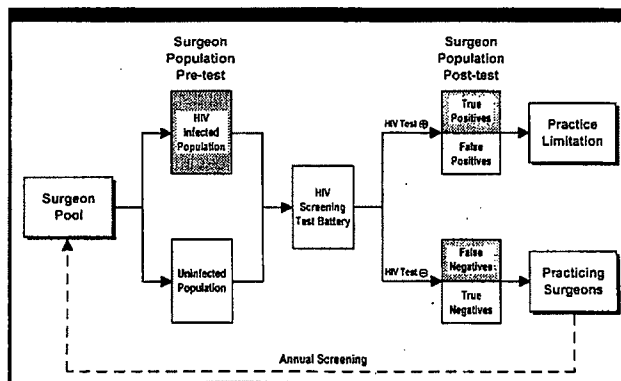 Surgeon
Population
Pre-test
Surgeon
Population
Post-test
HIV
Infected
Population
HIV Test ⊕
True
Positives
False
Positives
Practice
Limitation
Surgeon
Pool
HIV
Screening
Test Battery
Uninfected
Population
HIV Test ⊖
False
Negatives
True
Negatives
Practicing
Surgeons
Annual Screening